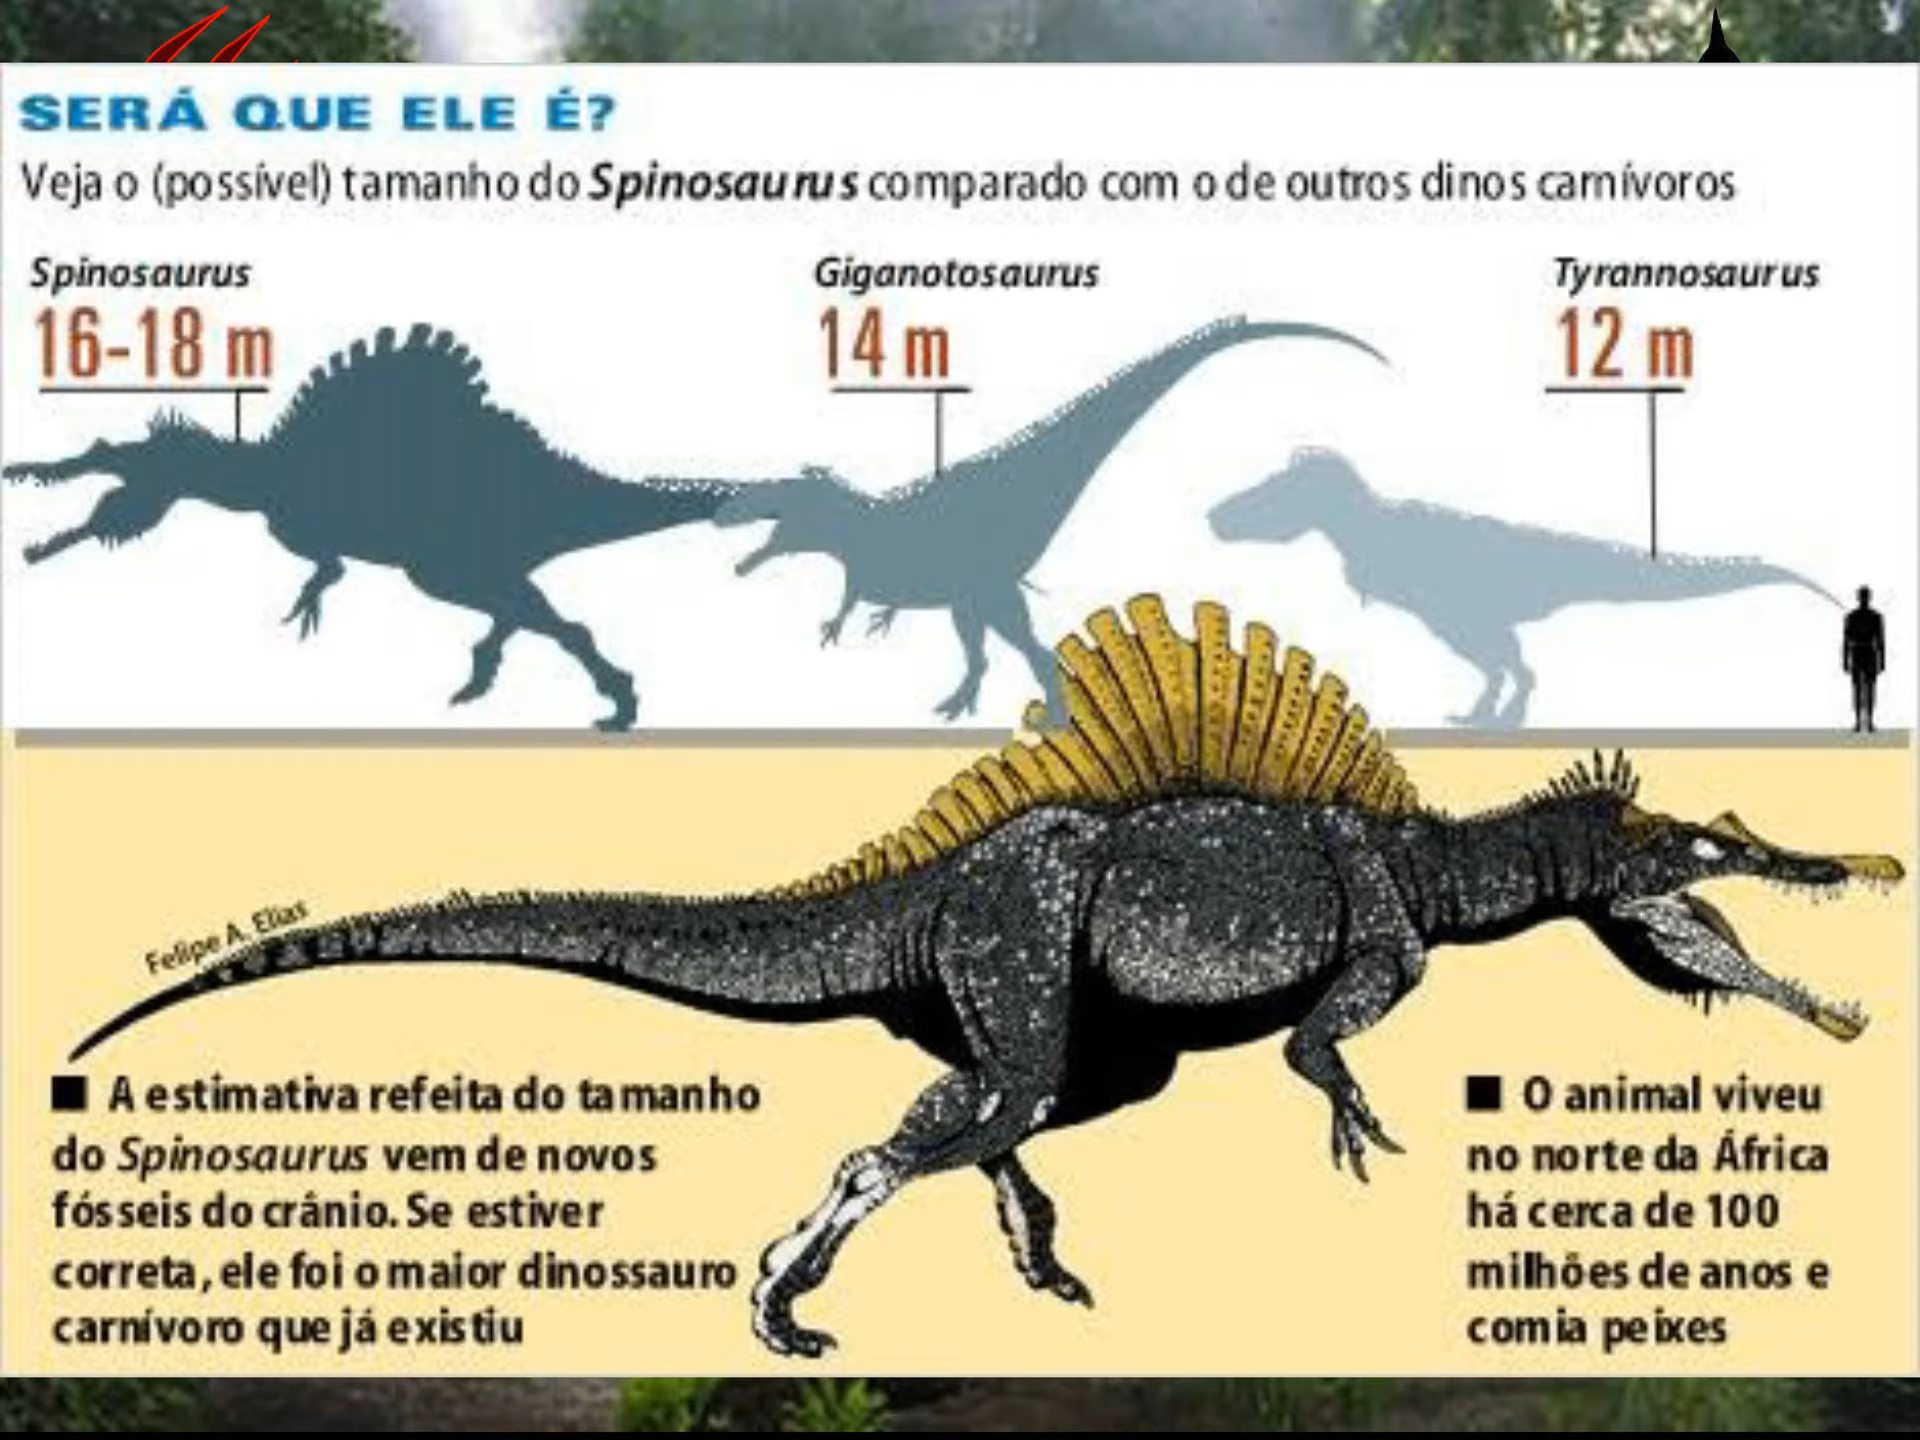 SERÁ QUE ELE É?
Veja o (possível) tamanho do Spinosaurus comparado com o de outros dinos carnívoros
Spinosaurus
16-18 m
Giganotosaurus
14 m
Tyrannosaurus
12 m
Felipe A. Elias
■ A estimativa refeita do tamanho
do Spinosaurus vem de novos
fósseis do crânio. Se estiver
correta, ele foi o maior dinossauro
carnívoro que já existiu
■ O animal viveu
no norte da África
há cerca de 100
milhões de anos e
comia peixes